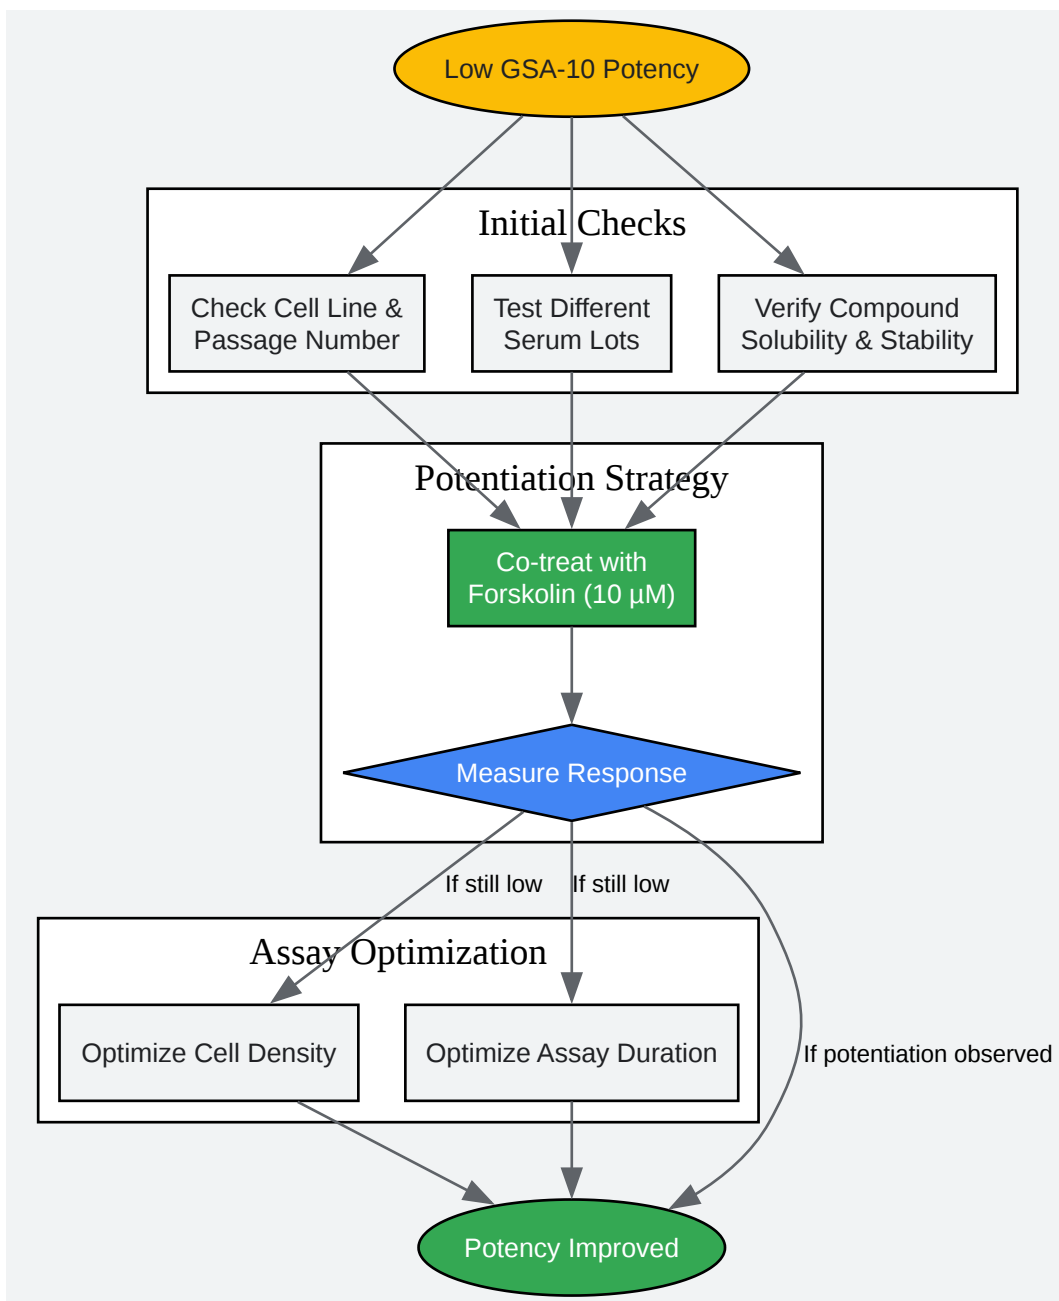 Low GSA-10 Potency
Initial Checks
Check Cell Line &
Passage Number
Test Different
Serum Lots
Verify Compound
Solubility & Stability
Potentiation Strategy
Co-treat with
Forskolin (10 µM)
Measure Response
If still low
If still low
Assay Optimization
Optimize Cell Density
Optimize Assay Duration
If potentiation observed
Potency Improved